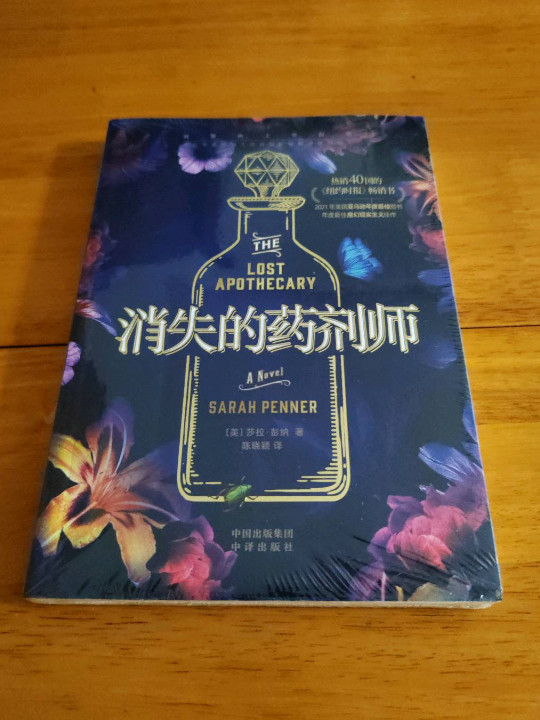 热销40国的
《纽约时报》畅销书
THE
LOST
APOTHECARY
消失的药剂师
A Novel
SARAH PENNER
[美]莎拉·彭纳 著
陈晓颖 译
中国出版集团
中译出版社